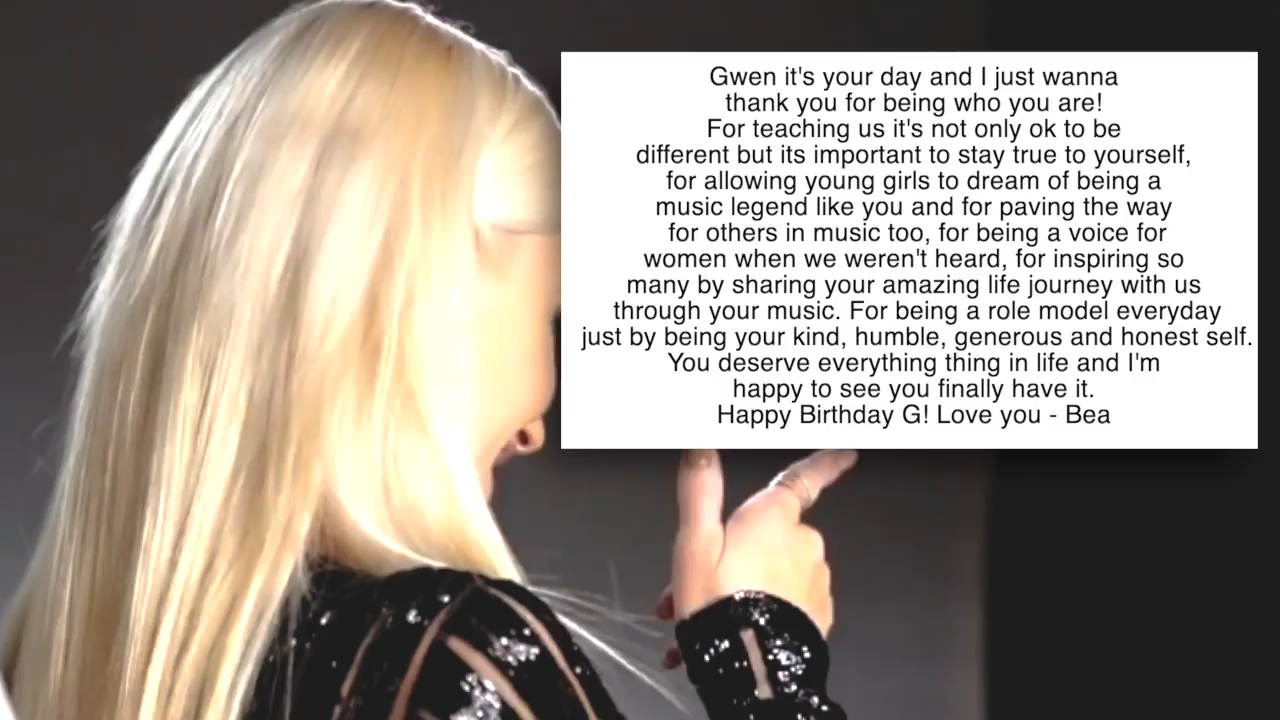 Gwen it's your day and I just wanna
thank you for being who you are!
For teaching us it's not only ok to be
different but its important to stay true to yourself,
for allowing young girls to dream of being a
music legend like you and for paving the way
for others in music too, for being a voice for
women when we weren't heard, for inspiring so
many by sharing your amazing life journey with us
through your music. For being a role model everyday
just by being your kind, humble, generous and honest self.
You deserve everything thing in life and I'm
happy to see you finally have it.
Happy Birthday G! Love you - Bea